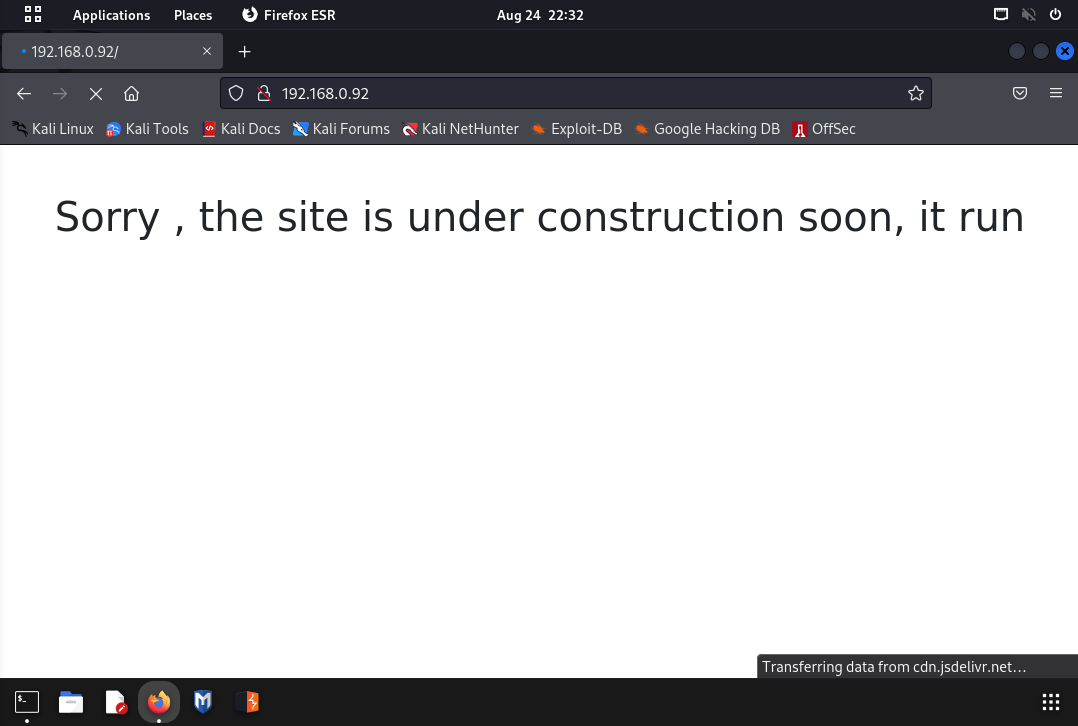 Applications Places Firefox ESR Aug 24 22:32
192.168.0.92/
192.168.0.92
Kali Linux Kali Tools Kali Docs Kali Forums Kali NetHunter Exploit-DB Google Hacking DB OffSec
Sorry , the site is under construction soon, it run
Transferring data from cdn.jsdelivr.net…